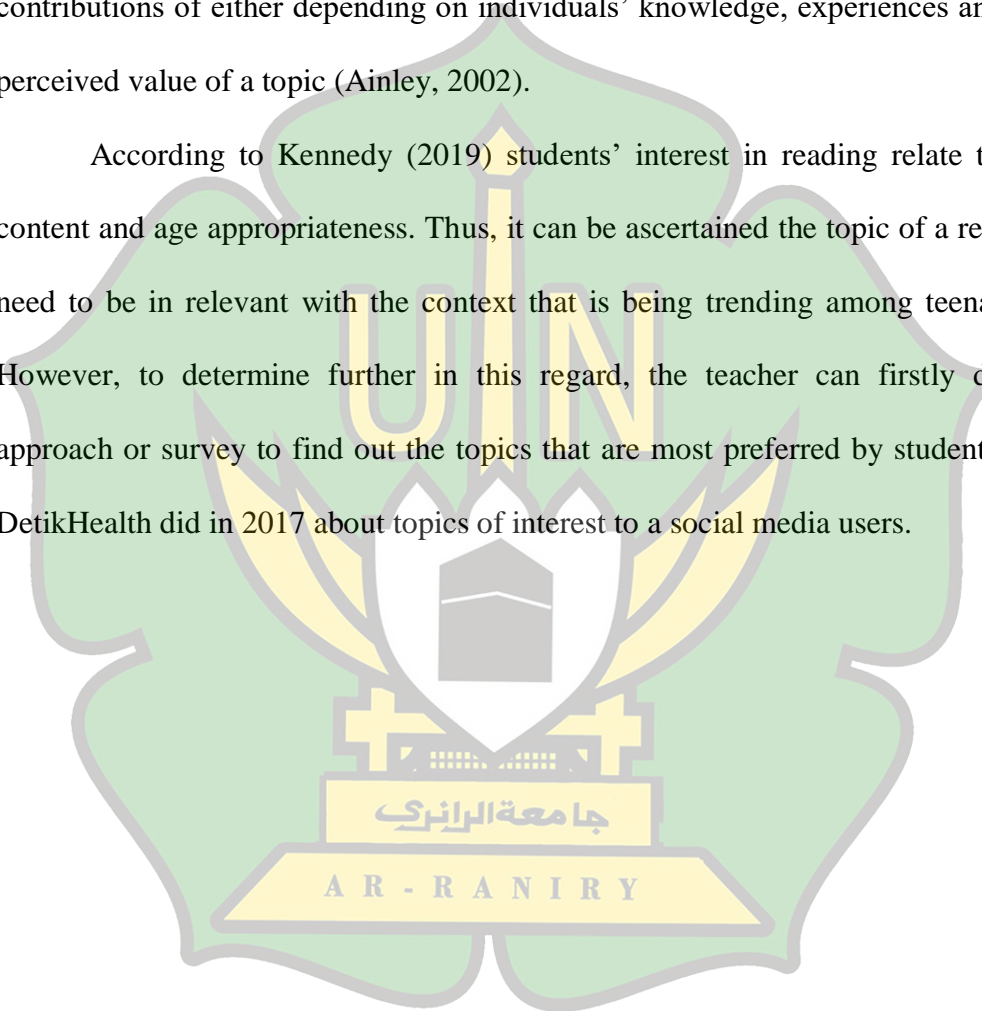 contributions of either depending on individuals’ knowledge, experiences an
perceived value of a topic (Ainley, 2002).
According to Kennedy (2019) students’ interest in reading relate t
content and age appropriateness. Thus, it can be ascertained the topic of a re
need to be in relevant with the context that is being trending among teena
However, to determine further in this regard, the teacher can firstly
approach or survey to find out the topics that are most preferred by student
DetikHealth did in 2017 about topics of interest to a social media users.
UIN
جامعة الرانري
AR-RANIRY